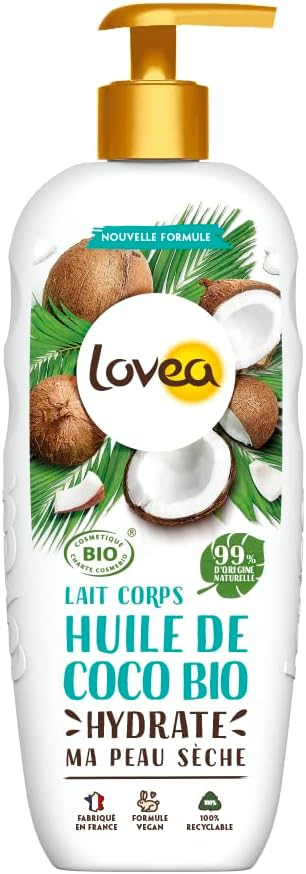 NOUVELLE FORMULE
lovea
COSMETIQUE
BIO
CHARTE COSMEBIO
®
99%
D'ORIGINE
NATURELLE
LAIT CORPS
HUILE DE
COCO BIO
HYDRATE
MA PEAU SÈCHE
FABRIQUÉ
EN FRANCE
FORMULE
VEGAN
100%
RECYCLABLE